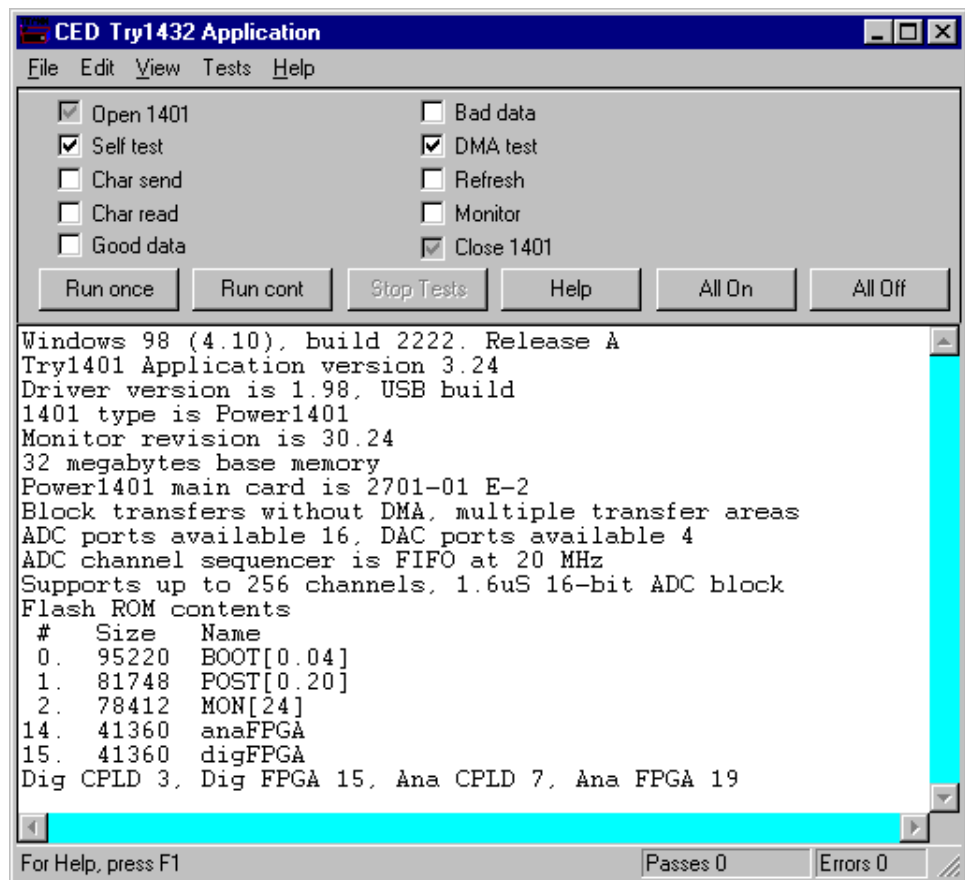 CED Try1432 Application
File Edit View Tests Help
Open 1401 Bad data
Self test DMA test
Char send Refresh
Char read Monitor
Good data Close 1401
Run once Run cont Stop Tests Help All On All Off
Windows 98 (4.10), build 2222. Release A
Try1401 Application version 3.24
Driver version is 1.98, USB build
1401 type is Power1401
Monitor revision is 30.24
32 megabytes base memory
Power1401 main card is 2701-01 E-2
Block transfers without DMA, multiple transfer areas
ADC ports available 16, DAC ports available 4
ADC channel sequencer is FIFO at 20 MHz
Supports up to 256 channels, 1.6uS 16-bit ADC block
Flash ROM contents
# Size Name
0. 95220 BOOT[0.04]
1. 81748 POST[0.20]
2. 78412 MON[24]
14. 41360 anaFPGA
15. 41360 digFPGA
Dig CPLD 3, Dig FPGA 15, Ana CPLD 7, Ana FPGA 19
For Help, press F1 Passes 0 Errors 0